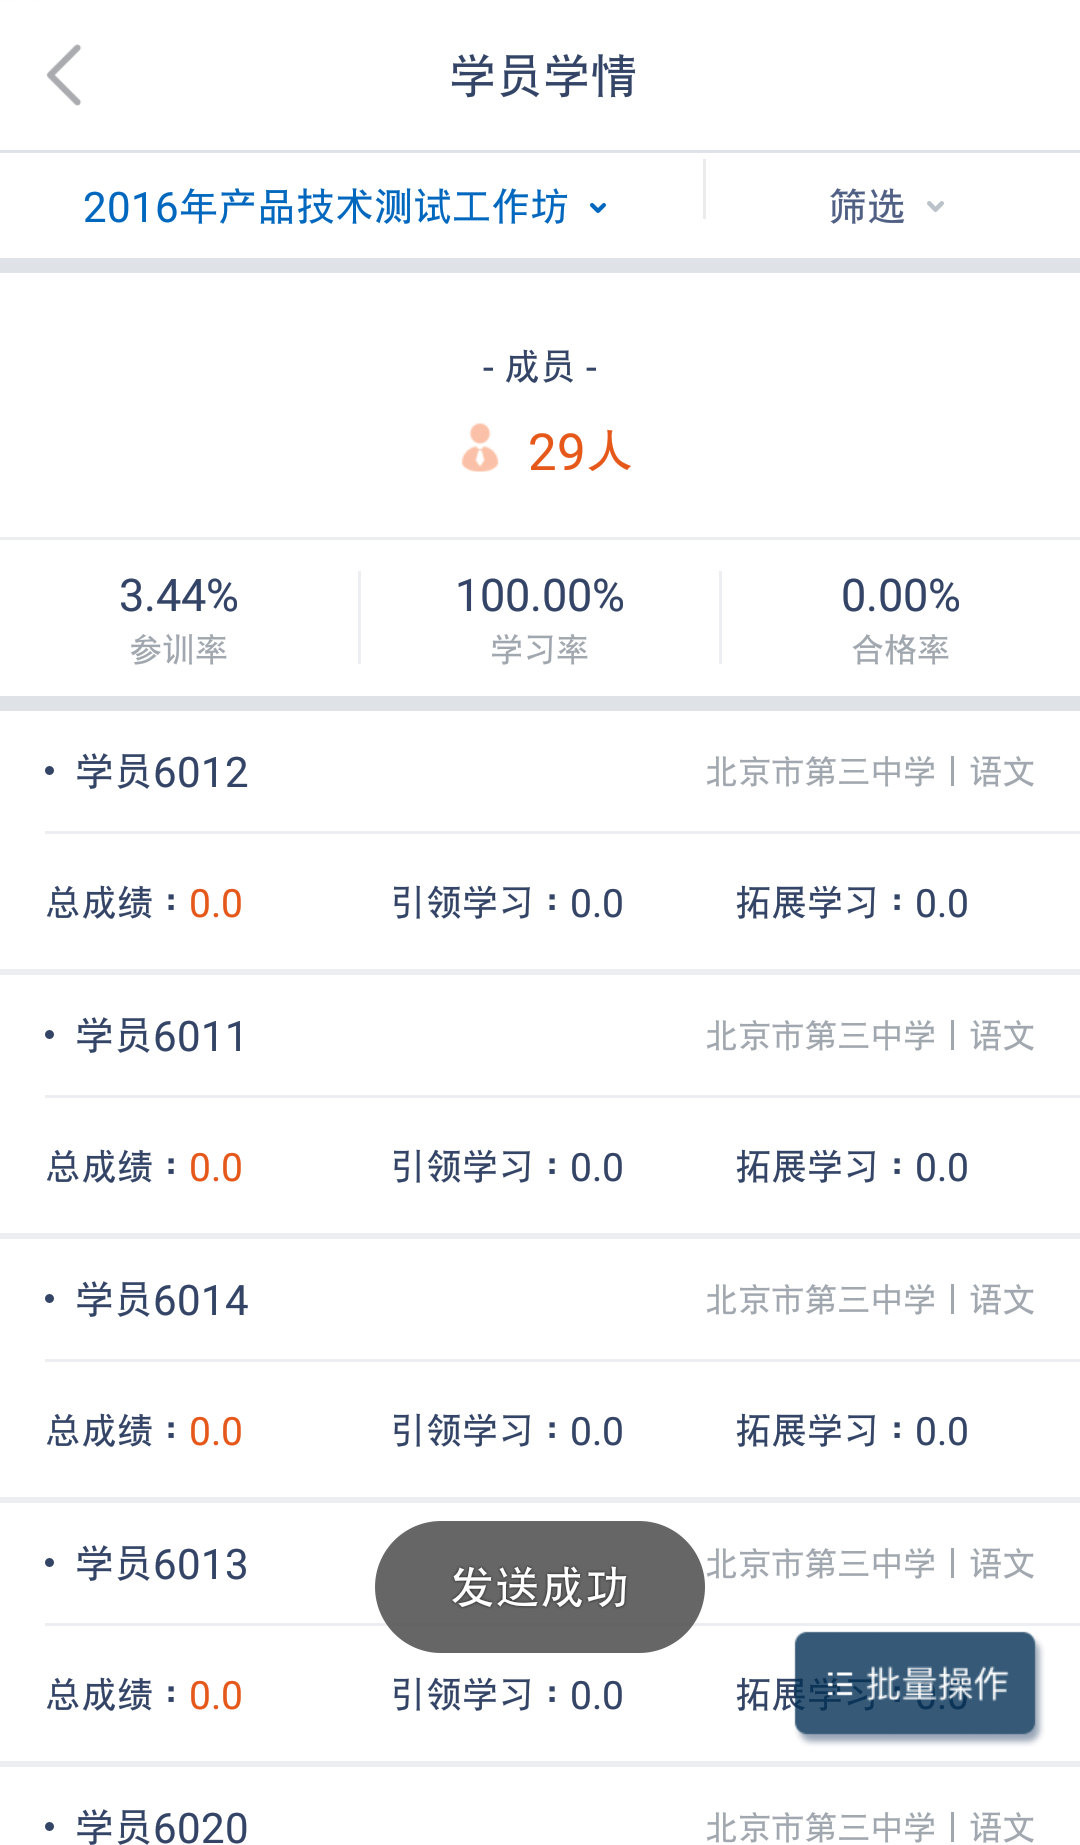 学员学情
2016年产品技术测试工作坊 筛选
- 成员 -
29人
3.44% 100.00% 0.00%
参训率 学习率 合格率
• 学员6012 北京市第三中学丨语文
总成绩：0.0 引领学习：0.0 拓展学习：0.0
• 学员6011 北京市第三中学丨语文
总成绩：0.0 引领学习：0.0 拓展学习：0.0
• 学员6014 北京市第三中学丨语文
总成绩：0.0 引领学习：0.0 拓展学习：0.0
• 学员6013 北京市第三中学丨语文
发送成功
总成绩：0.0 引领学习：0.0 拓展学习：0.0
批量操作
• 学员6020 北京市第三中学丨语文